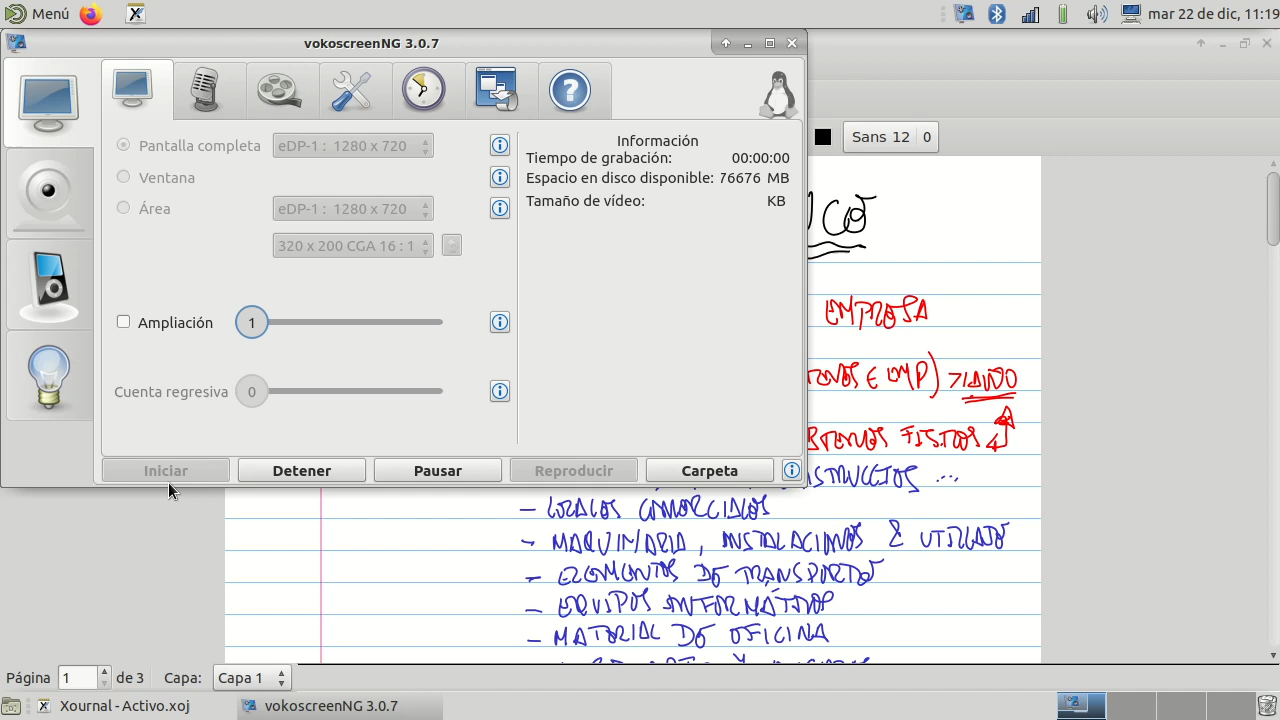 Menú
mar 22 de dic, 11:19
vokoscreenNG 3.0.7
Pantalla completa
eDP-1 : 1280 x 720
Ventana
Área
eDP-1 : 1280 x 720
320 x 200 CGA 16 : 1
Ampliación
1
Cuenta regresiva
0
Información
Tiempo de grabación: 00:00:00
Espacio en disco disponible: 76676 MB
Tamaño de vídeo: KB
Iniciar
Detener
Pausar
Reproducir
Carpeta
Sans 12
0
EMPRESA
>1 AÑO
FISICOS
- LOCALES COMERCIALES
- MAQUINARIA, INSTALACIONES & UTILLAJE
- ELEMENTOS DE TRANSPORTE
- EQUIPOS INFORMÁTICOS
- MATERIAL DE OFICINA
Página 1 de 3
Capa: Capa 1
Xournal - Activo.xoj
vokoscreenNG 3.0.7